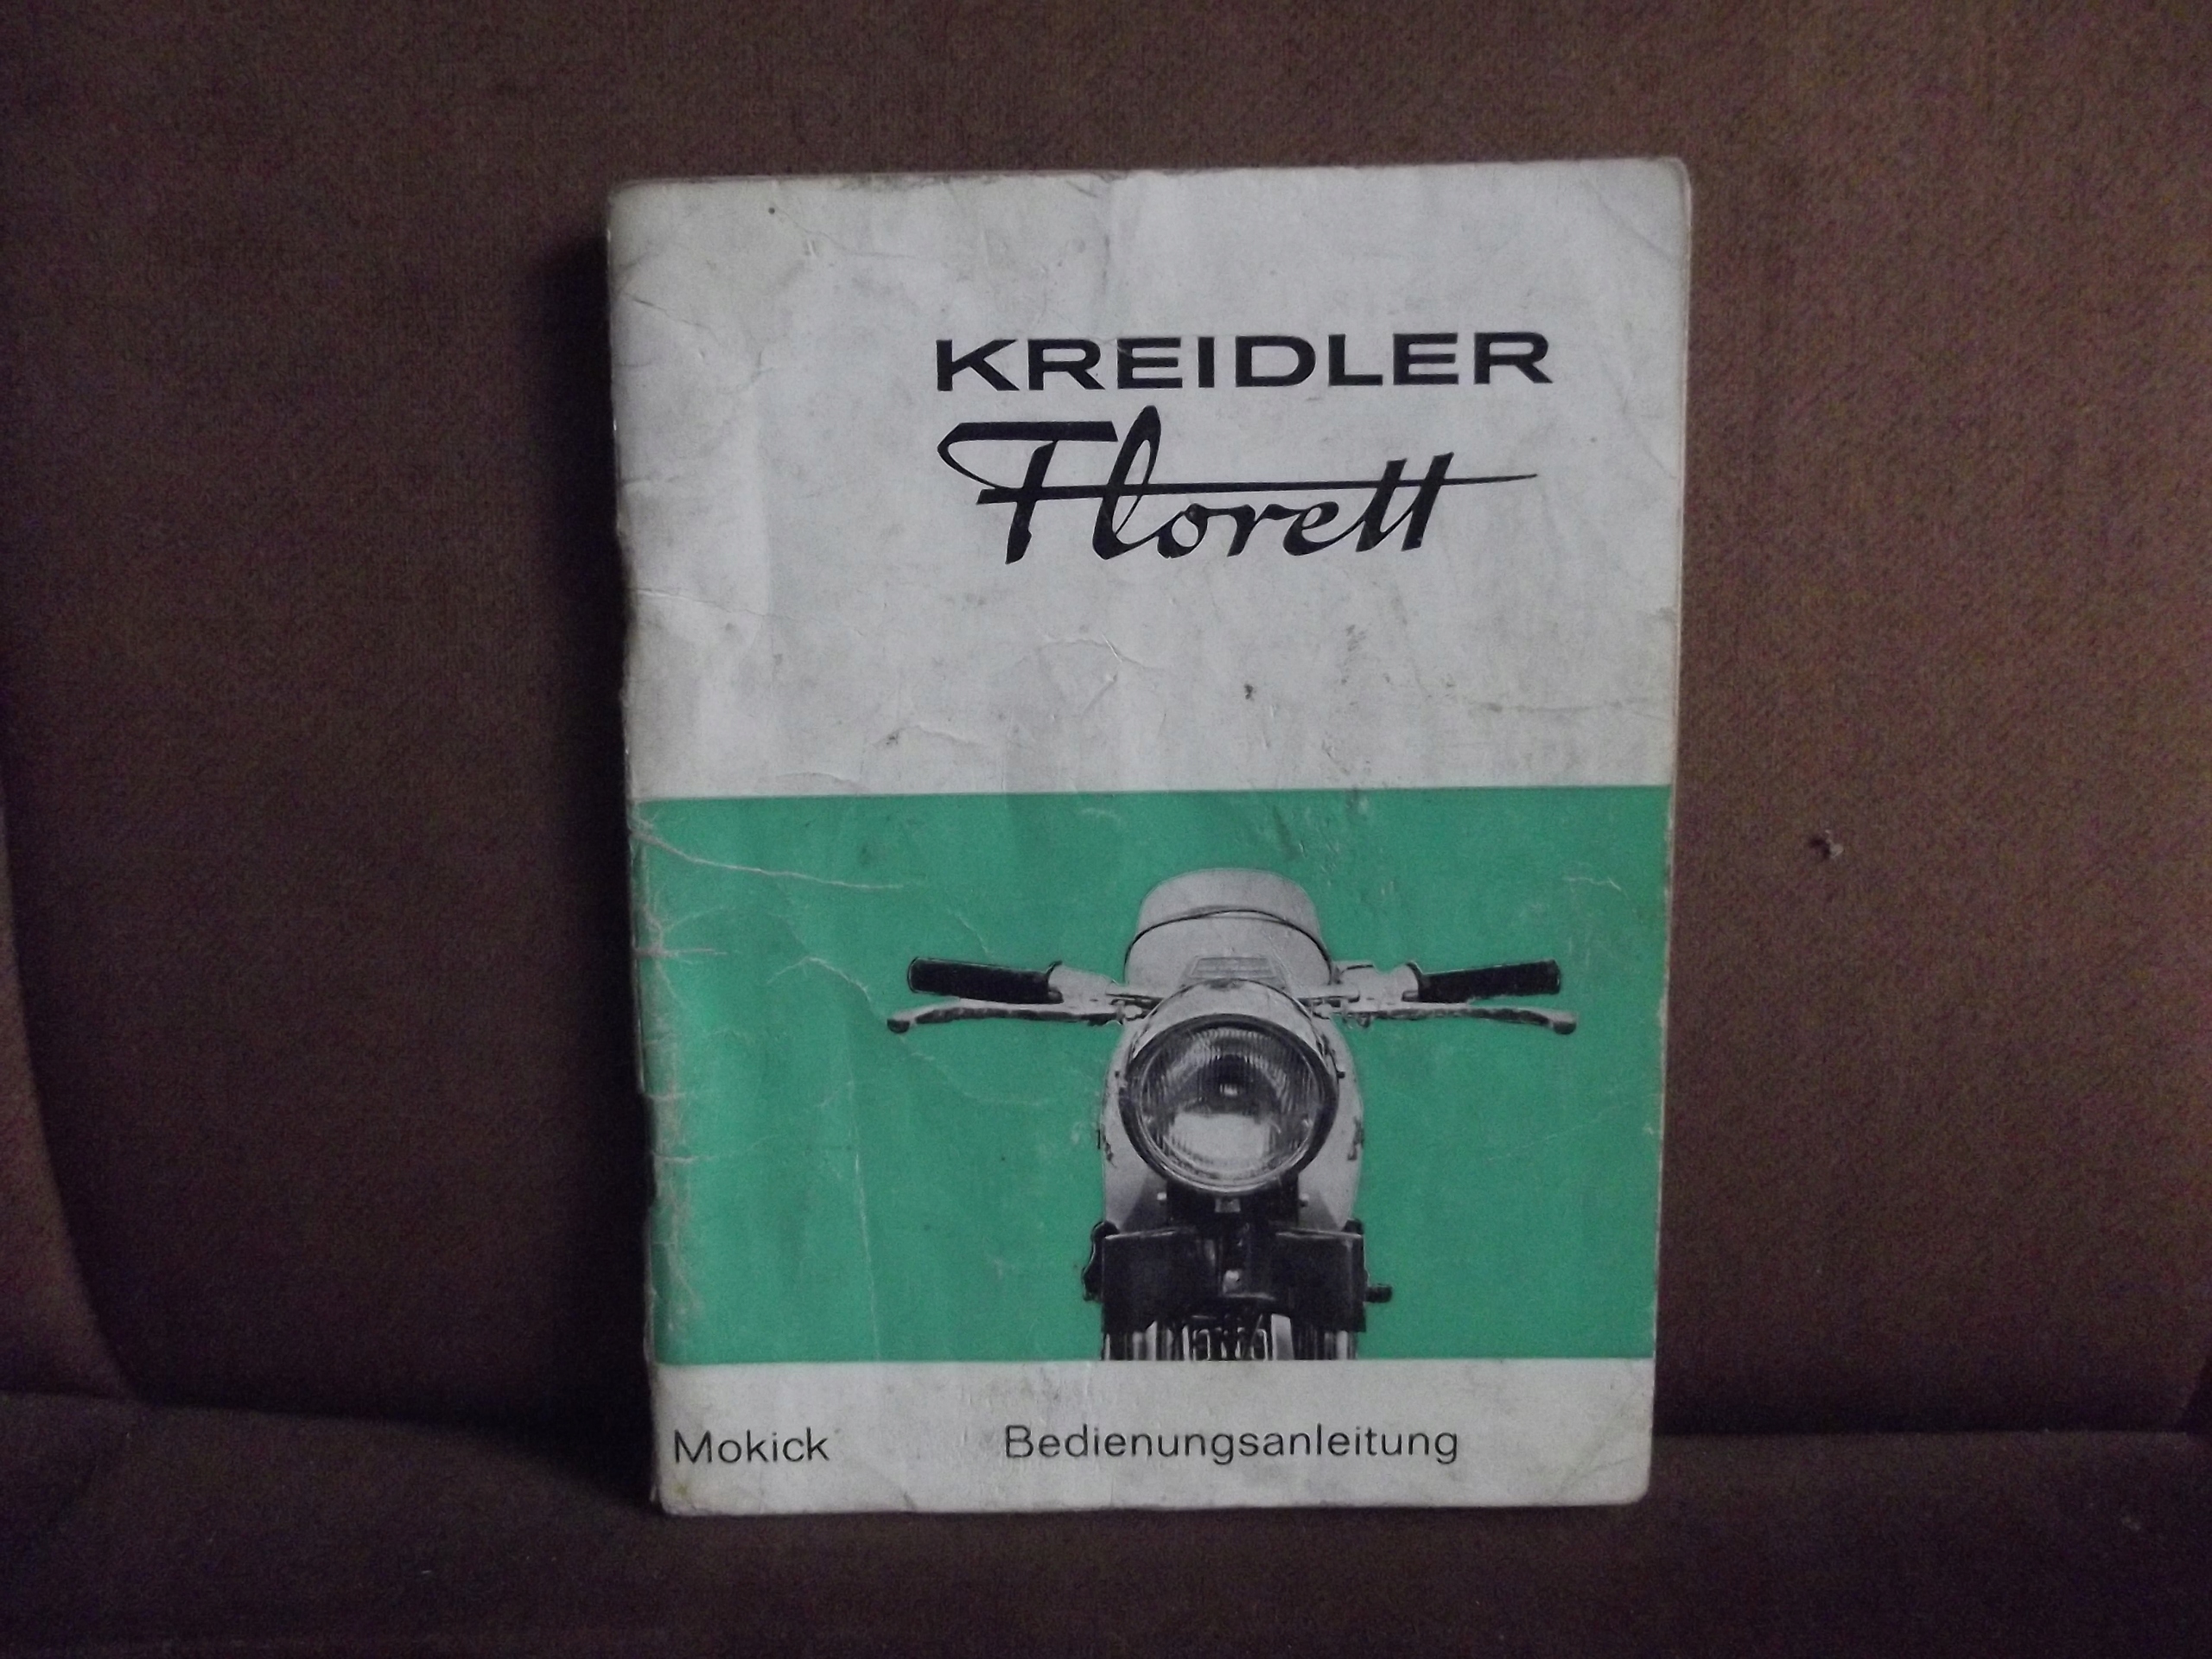 KREIDLER
Florett
Mokick Bedienungsanleitung